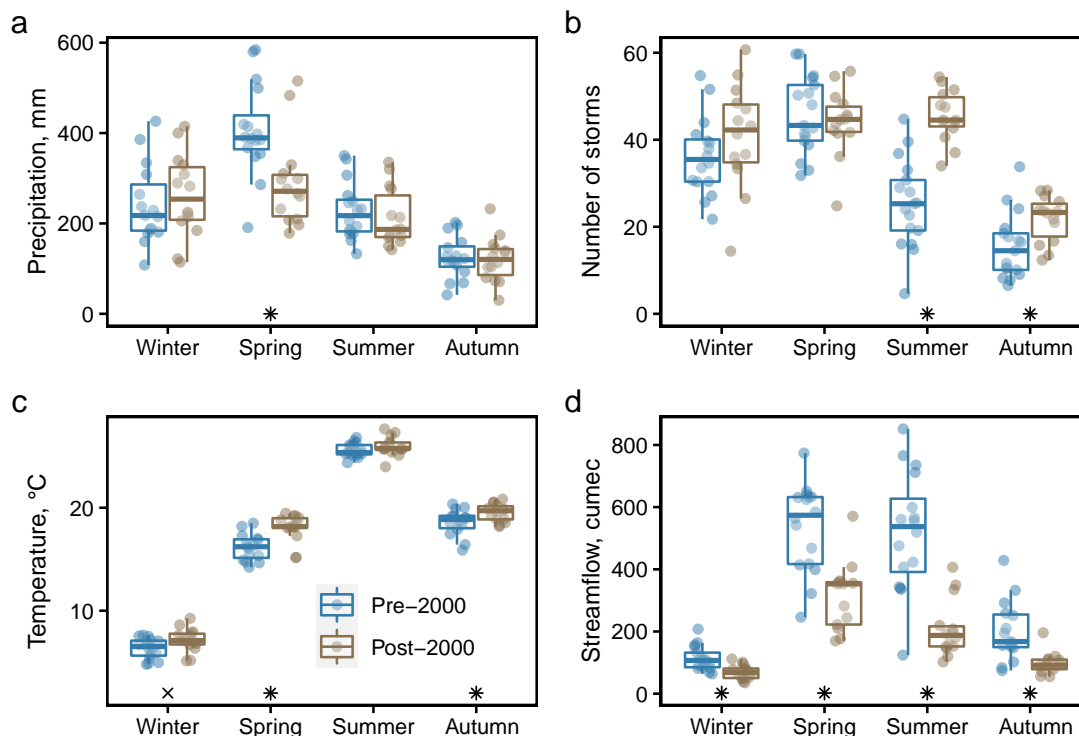 a
Precipitation, mm
600
400
200
0
*
Winter Spring Summer Autumn
b
Number of storms
60
40
20
0
* *
Winter Spring Summer Autumn
c
Temperature, °C
20
10
Pre−2000
Post−2000
× * *
Winter Spring Summer Autumn
d
Streamflow, cumec
800
600
400
200
0
* * * *
Winter Spring Summer Autumn